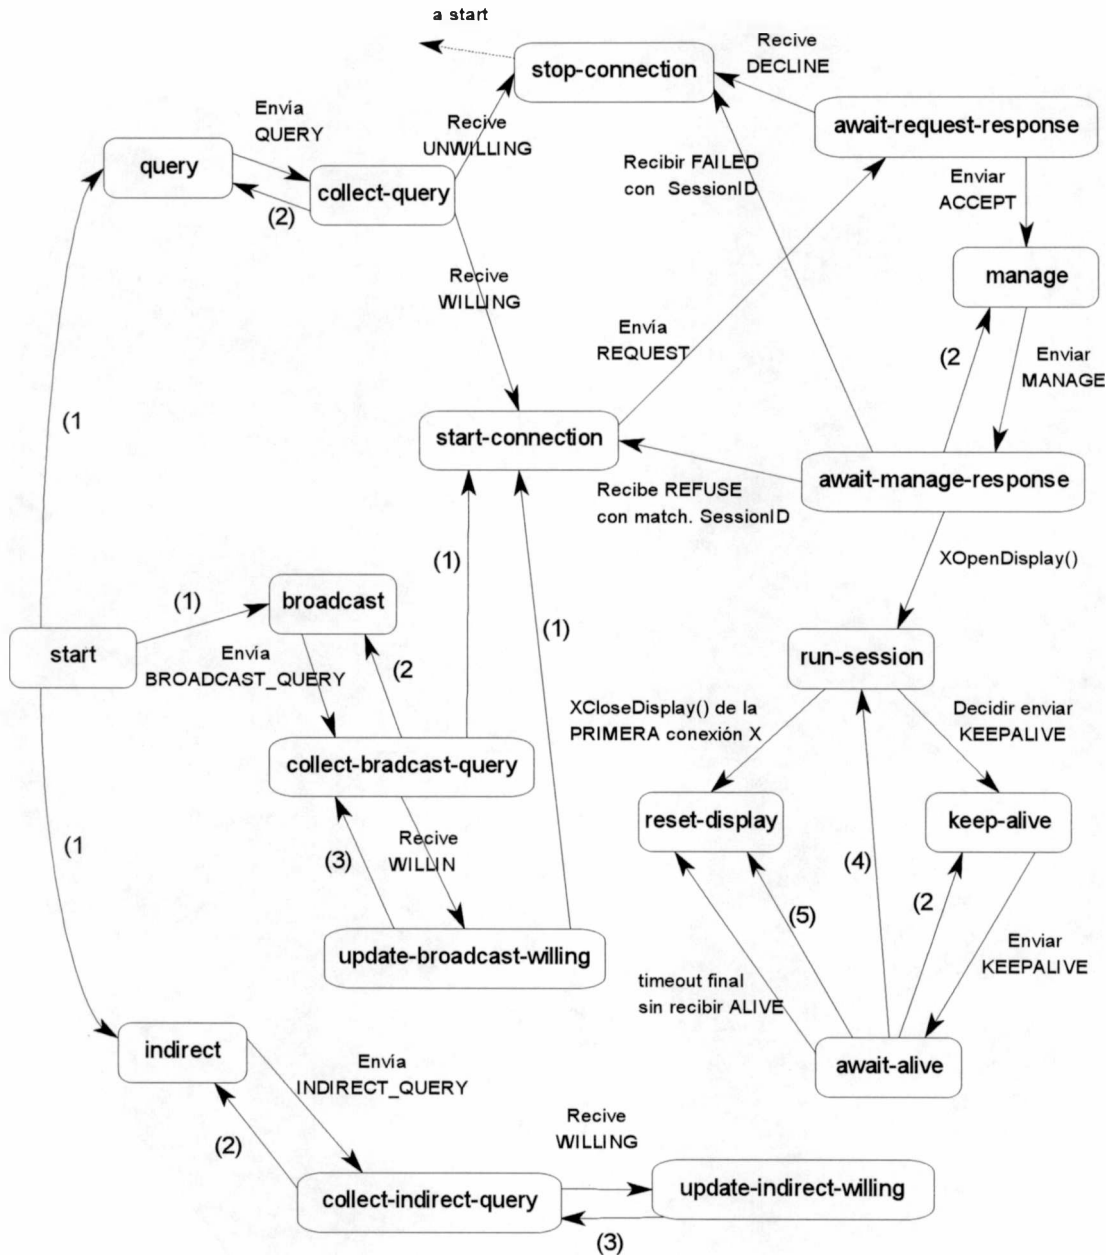 a start
stop-connection
Recive
DECLINE
await-request-response
Envía
QUERY
Recive
UNWILLING
query
collect-query
(2)
Recibir FAILED
con SessionID
Enviar
ACCEPT
manage
Recive
WILLING
Envía
REQUEST
(2
Enviar
MANAGE
(1
start-connection
await-manage-response
Recibe REFUSE
con match. SessionID
XOpenDisplay()
(1)
(1)
broadcast
(1)
start
Envía
BROADCAST_QUERY
(2
run-session
XCloseDisplay() de la
PRIMERA conexión X
Decidir enviar
KEEPALIVE
collect-bradcast-query
reset-display
keep-alive
(1
(3)
Recive
WILLIN
(4)
(5)
(2
update-broadcast-willing
Enviar
KEEPALIVE
timeout final
sin recibir ALIVE
indirect
await-alive
Envía
INDIRECT_QUERY
(2)
Recive
WILLING
collect-indirect-query
update-indirect-willing
(3)